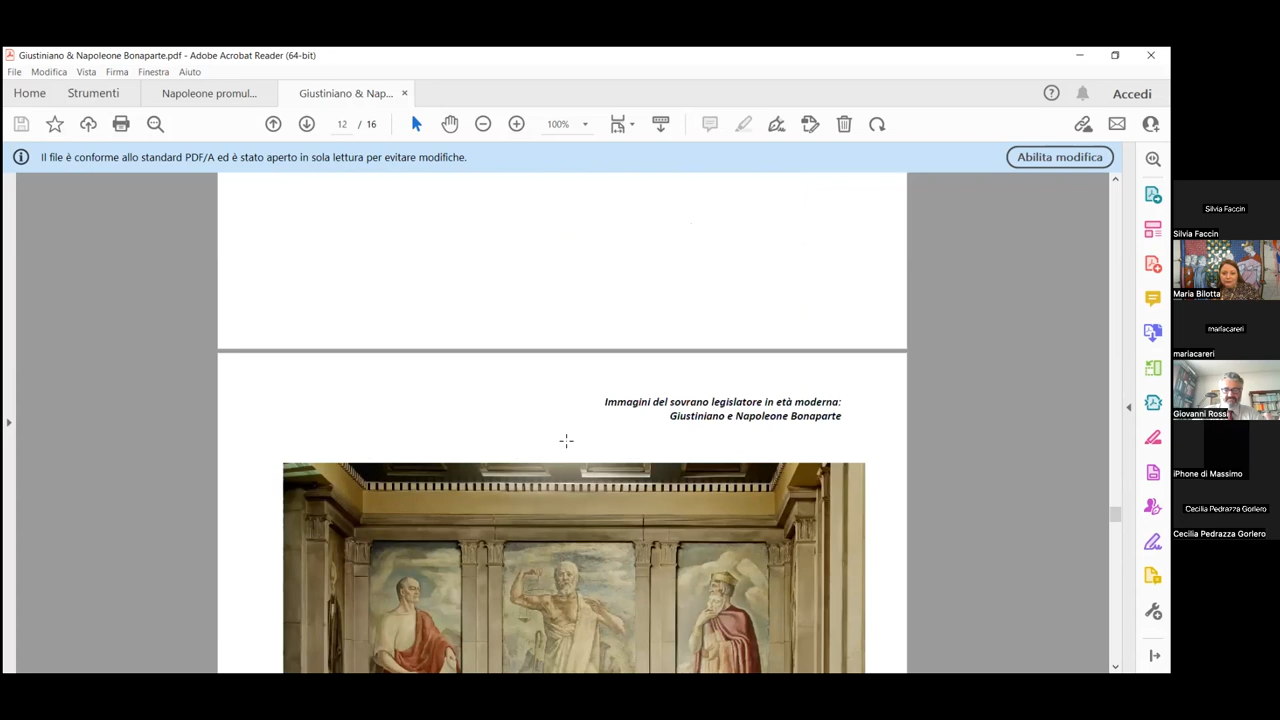 Giustiniano & Napoleone Bonaparte.pdf - Adobe Acrobat Reader (64-bit)
File Modifica Vista Firma Finestra Aiuto
Home Strumenti Napoleone promul... Giustiniano & Nap... × Accedi
12 / 16 100%
Il file è conforme allo standard PDF/A ed è stato aperto in sola lettura per evitare modifiche. Abilita modifica
Immagini del sovrano legislatore in età moderna:
Giustiniano e Napoleone Bonaparte
Silvia Faccin
Silvia Faccin
Maria Bilotta
mariacareri
mariacareri
Giovanni Rossi
iPhone di Massimo
Cecilia Pedrazza Gorlero
Cecilia Pedrazza Gorlero